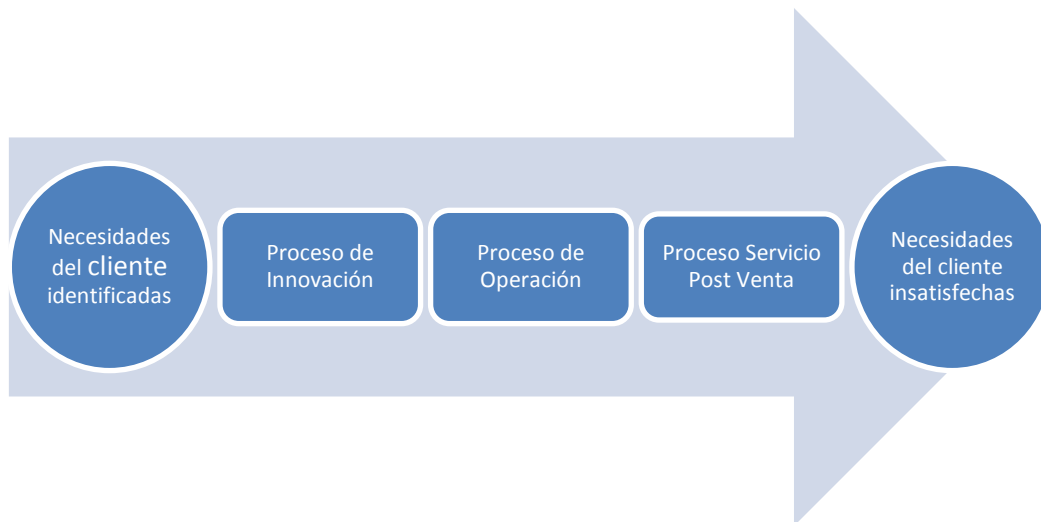 Necesidades
del cliente
identificadas
Proceso de
Innovación
Proceso de
Operación
Proceso Servicio
Post Venta
Necesidades
del cliente
insatisfechas